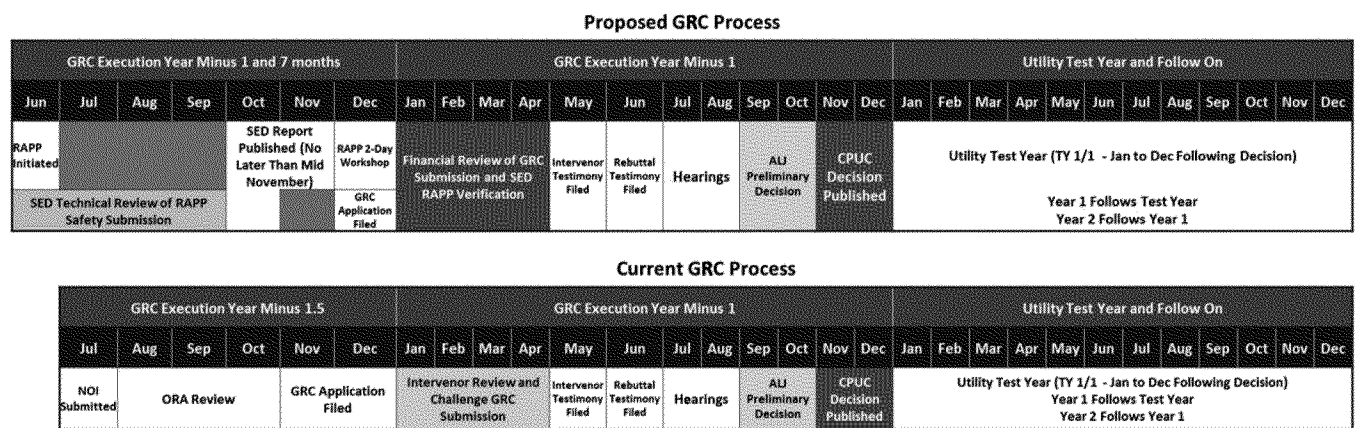 Proposed GRC Process
GRC Execution Year Minus 1 and 7 months GRC Execution Year Minus 1 Utility Test Year and Follow On
Jun Jul Aug Sep Oct Nov Dec Jan Feb Mar Apr May Jun Jul Aug Sep Oct Nov Dec Jan Feb Mar Apr May Jun Jul Aug Sep Oct Nov Dec
RAPP
Initiated
SED Technical Review of RAPP
Safety Submission
SED Report
Published (No
Later Than Mid
November)
RAPP 2-Day
Workshop
GRC
Application
Filed
Financial Review of GRC
Submission and SED
RAPP Verification
Intervenor
Testimony
Filed
Rebuttal
Testimony
Filed
Hearings
ALJ
Preliminary
Decision
CPUC
Decision
Published
Utility Test Year (TY 1/1 - Jan to Dec Following Decision)
Year 1 Follows Test Year
Year 2 Follows Year 1
Current GRC Process
GRC Execution Year Minus 1.5 GRC Execution Year Minus 1 Utility Test Year and Follow On
Jul Aug Sep Oct Nov Dec Jan Feb Mar Apr May Jun Jul Aug Sep Oct Nov Dec Jan Feb Mar Apr May Jun Jul Aug Sep Oct Nov Dec
NOI
Submitted
ORA Review
GRC Application
Filed
Intervenor Review and
Challenge GRC
Submission
Intervenor
Testimony
Filed
Rebuttal
Testimony
Filed
Hearings
ALJ
Preliminary
Decision
CPUC
Decision
Published
Utility Test Year (TY 1/1 - Jan to Dec Following Decision)
Year 1 Follows Test Year
Year 2 Follows Year 1